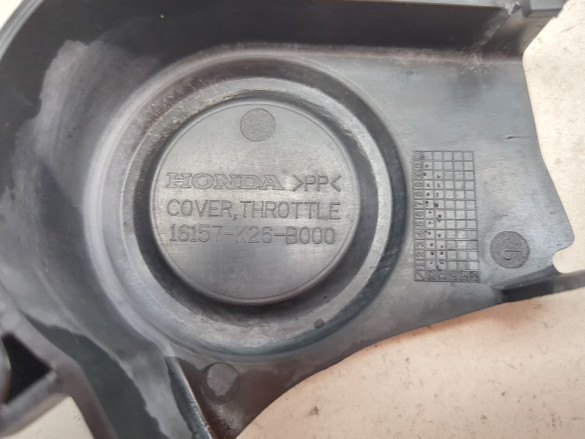 HONDA >PP<
COVER, THROTTLE
16157-K26-B000